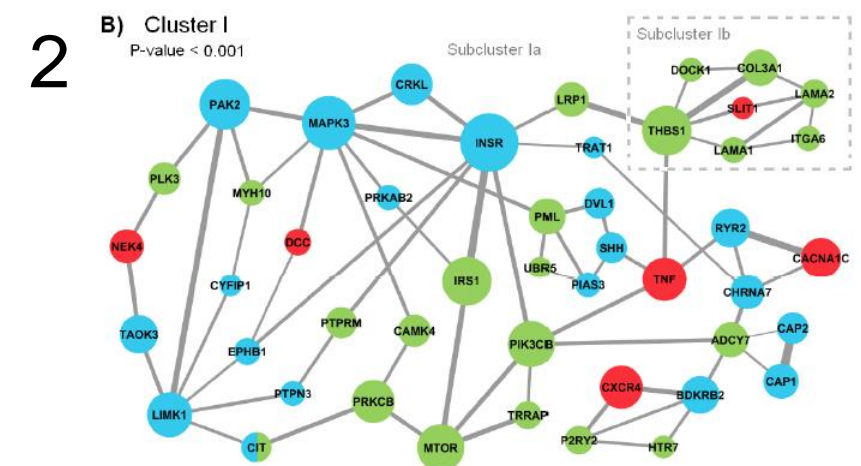 2
B) Cluster I
P-value < 0.001
Subcluster Ia
Subcluster Ib
DOCK1
COL3A1
CRKL
LRP1
SLIT1
LAMA2
PAK2
MAPK3
INSR
THBS1
TRAT1
LAMA1
ITGA6
PLK3
MYH10
PRKAB2
PML
DVL1
RYR2
NEK4
DCC
SHH
CACNA1C
UBR5
PIAS3
TNF
CYFIP1
IRS1
CHRNA7
TAOK3
PTPRM
CAMK4
CAP2
EPHB1
PIK3CB
ADCY7
CAP1
PTPN3
CXCR4
BDKRB2
LIMK1
PRKCB
TRRAP
CIT
MTOR
P2RY2
HTR7